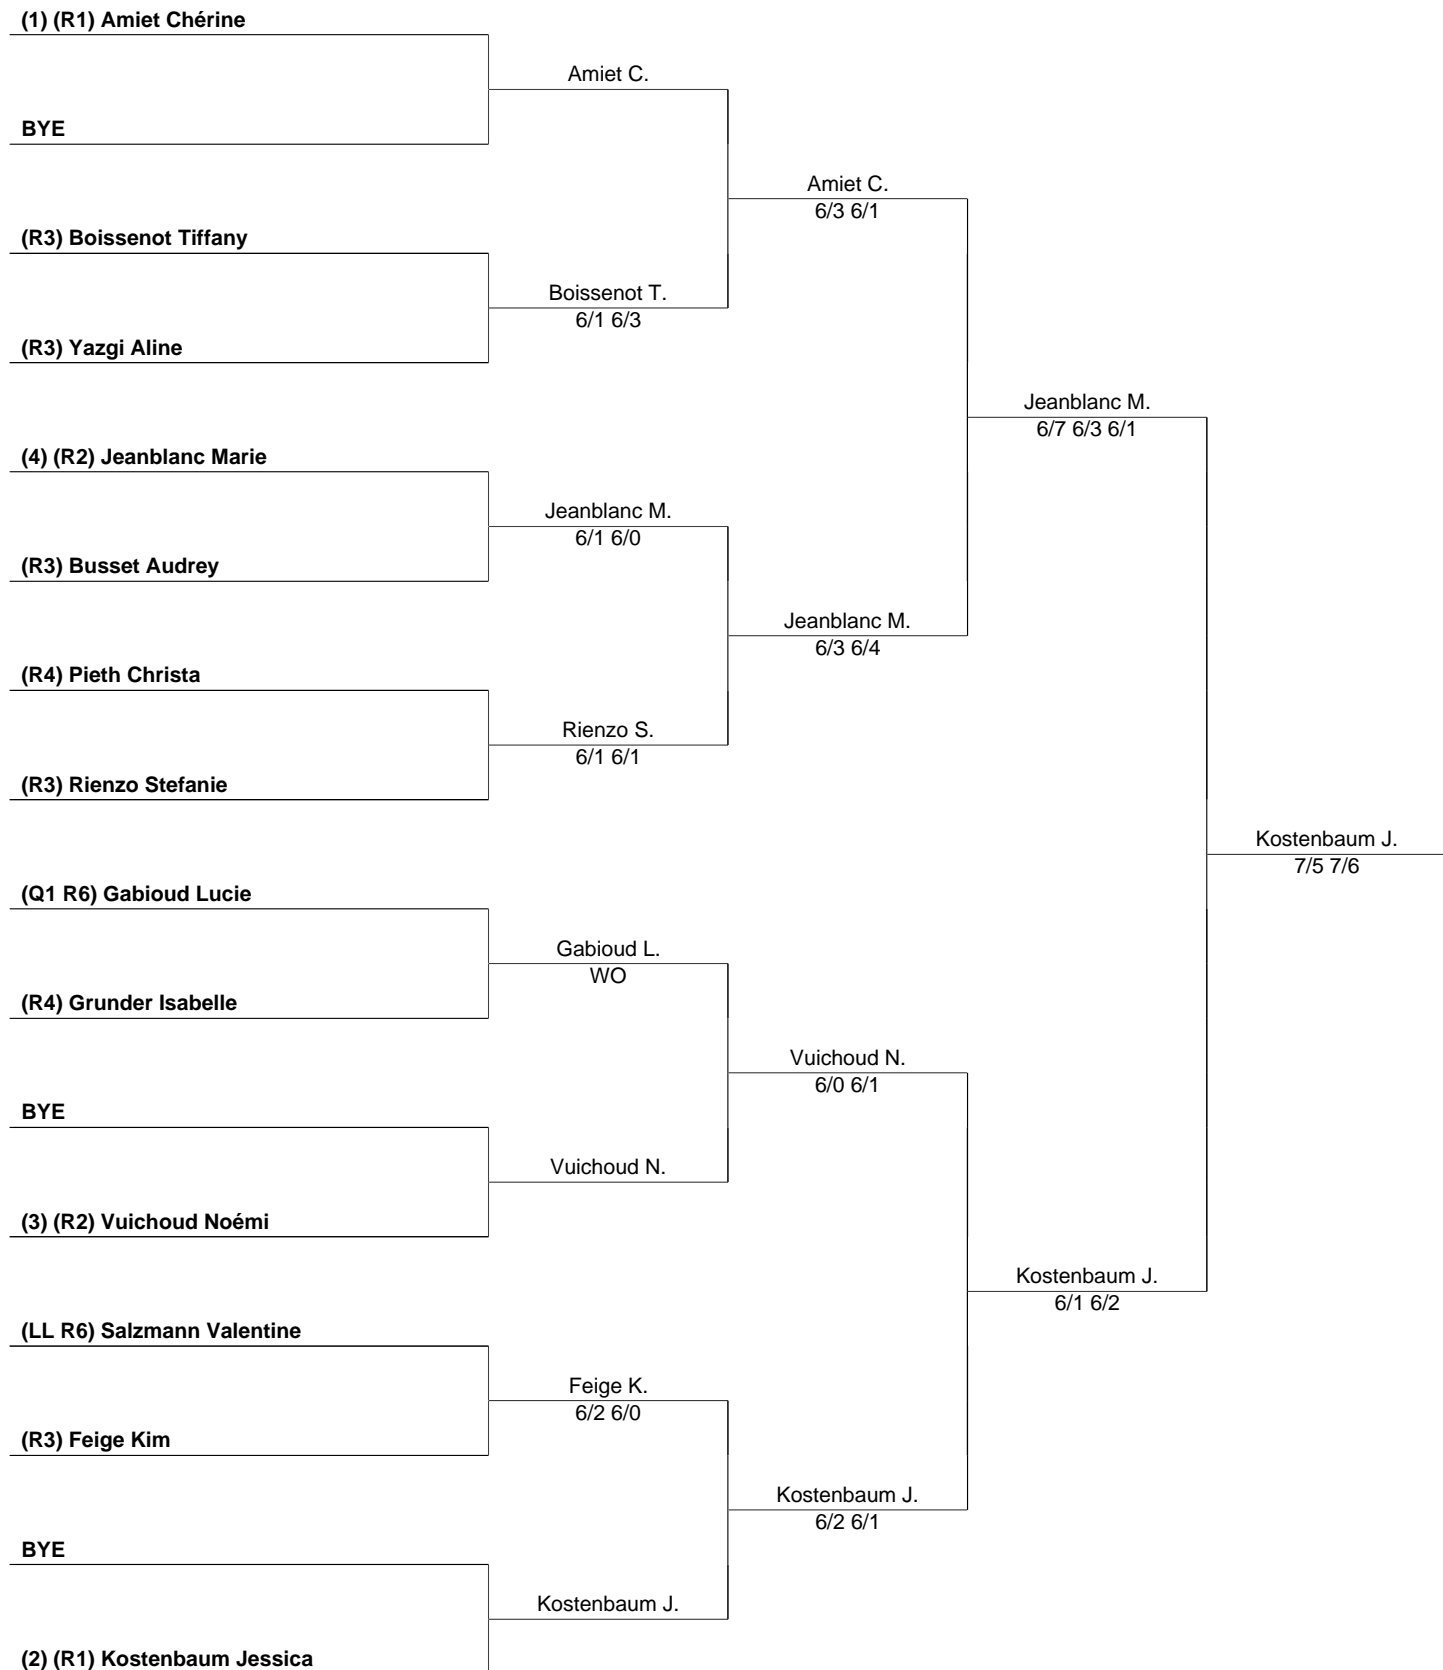 (1) (R1) Amiet Chérine
Amiet C.
BYE
Amiet C.
6/3 6/1
(R3) Boissenot Tiffany
Boissenot T.
6/1 6/3
(R3) Yazgi Aline
Jeanblanc M.
6/7 6/3 6/1
(4) (R2) Jeanblanc Marie
Jeanblanc M.
6/1 6/0
(R3) Busset Audrey
Jeanblanc M.
6/3 6/4
(R4) Pieth Christa
Rienzo S.
6/1 6/1
(R3) Rienzo Stefanie
Kostenbaum J.
7/5 7/6
(Q1 R6) Gabioud Lucie
Gabioud L.
WO
(R4) Grunder Isabelle
Vuichoud N.
6/0 6/1
BYE
Vuichoud N.
(3) (R2) Vuichoud Noémi
Kostenbaum J.
6/1 6/2
(LL R6) Salzmann Valentine
Feige K.
6/2 6/0
(R3) Feige Kim
Kostenbaum J.
6/2 6/1
BYE
Kostenbaum J.
(2) (R1) Kostenbaum Jessica